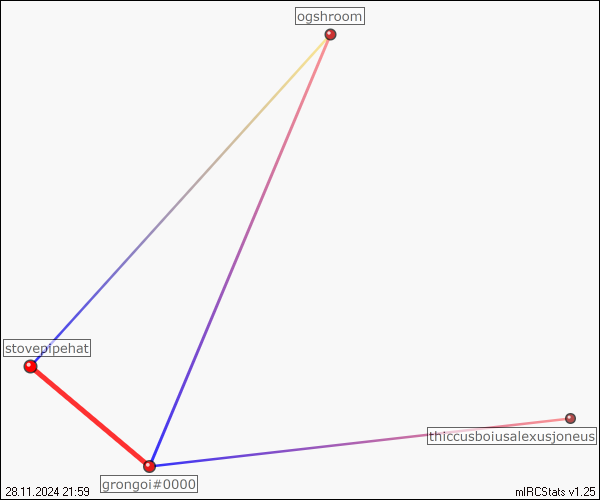 ogshroom
stovepipehat
thiccusboiusalexusjoneus
grongoi#0000
28.11.2024 21:59
mIRCStats v1.25